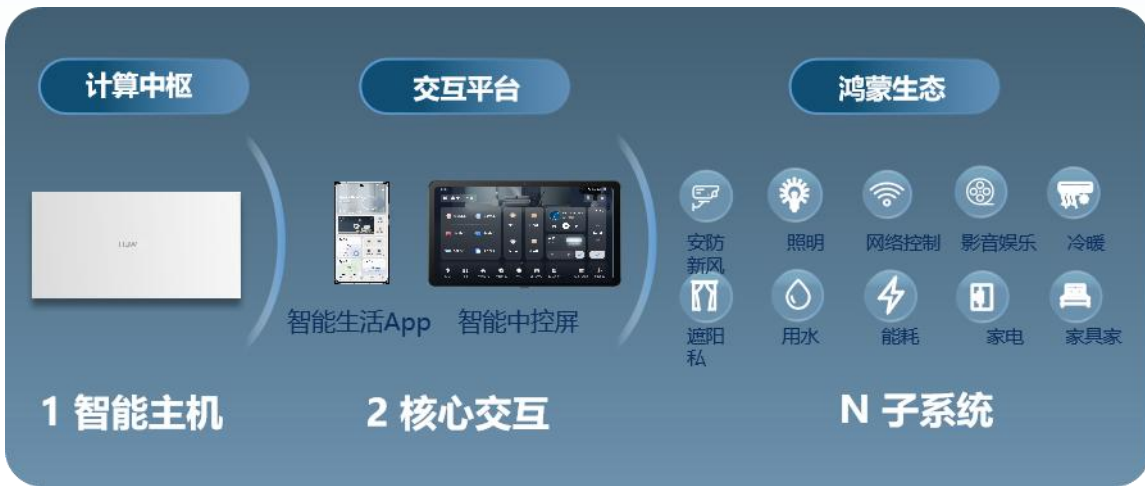 计算中枢
交互平台
鸿蒙生态
安防
新风
照明
网络控制
影音娱乐
冷暖
智能生活App
智能中控屏
遮阳
私
用水
能耗
家电
家具家
1 智能主机
2 核心交互
N 子系统